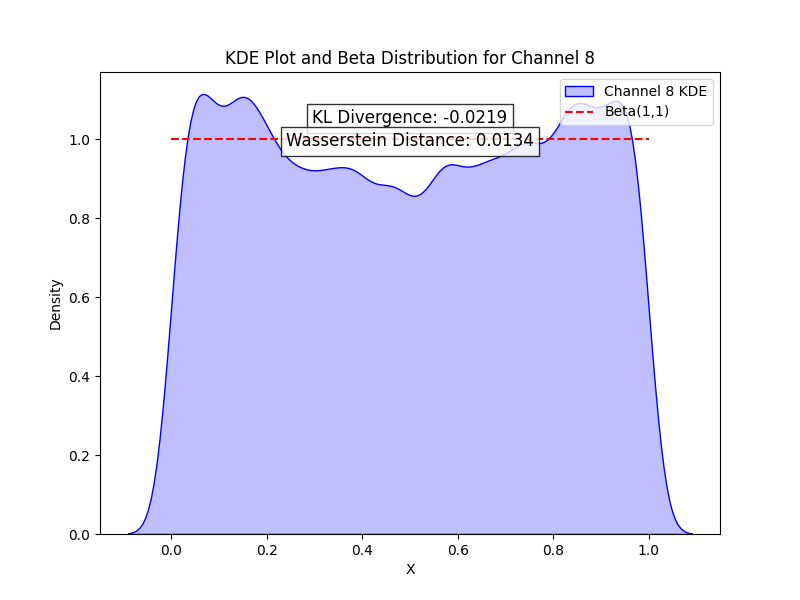 KDE Plot and Beta Distribution for Channel 8
Channel 8 KDE
Beta(1,1)
KL Divergence: -0.0219
Wasserstein Distance: 0.0134
1.0
0.8
0.6
0.4
0.2
0.0
Density
0.0 0.2 0.4 0.6 0.8 1.0
X